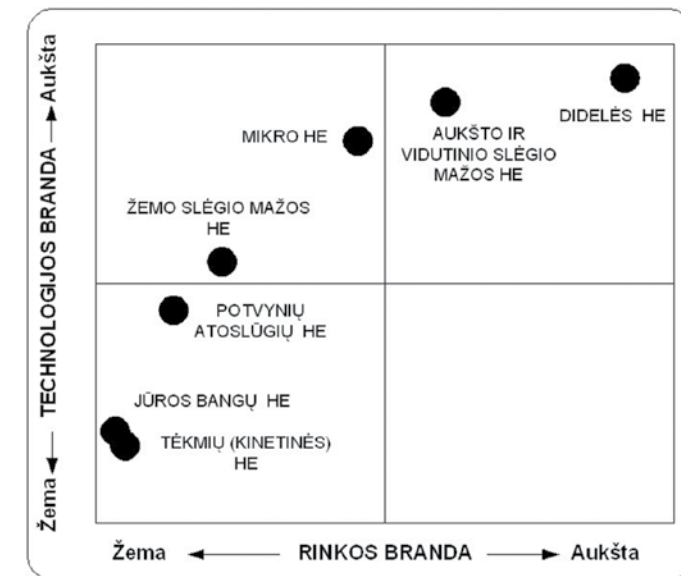 DIDELĖS HE
AUKŠTO IR
VIDUTINIO SLĖGIO
MAŽOS HE
MIKRO HE
ŽEMO SLĖGIO MAŽOS
HE
POTVYNIŲ
ATOSLŪGIŲ HE
JŪROS BANGŲ HE
TĖKMIŲ (KINETINĖS)
HE
Žema TECHNOLOGIJOS BRANDA Aukšta
Žema RINKOS BRANDA Aukšta